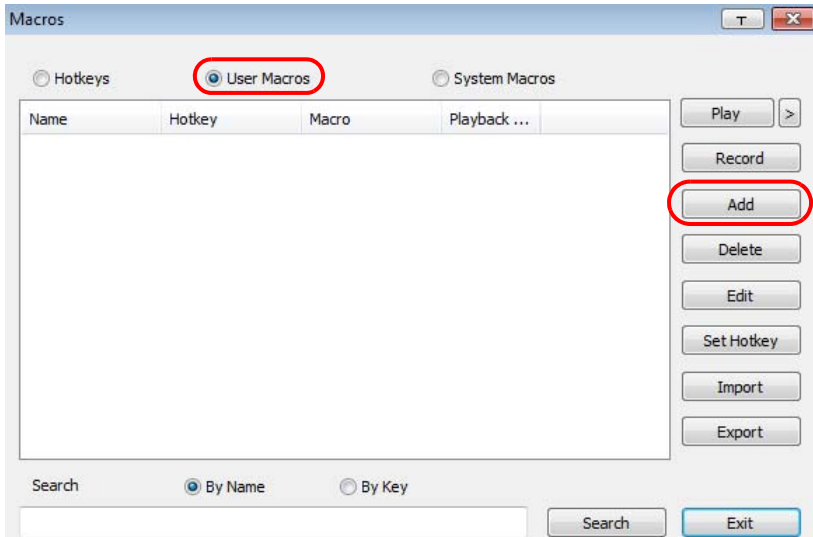 Macros
T
Hotkeys User Macros System Macros
Name Hotkey Macro Playback ...
Play >
Record
Add
Delete
Edit
Set Hotkey
Import
Export
Search By Name By Key
Search Exit